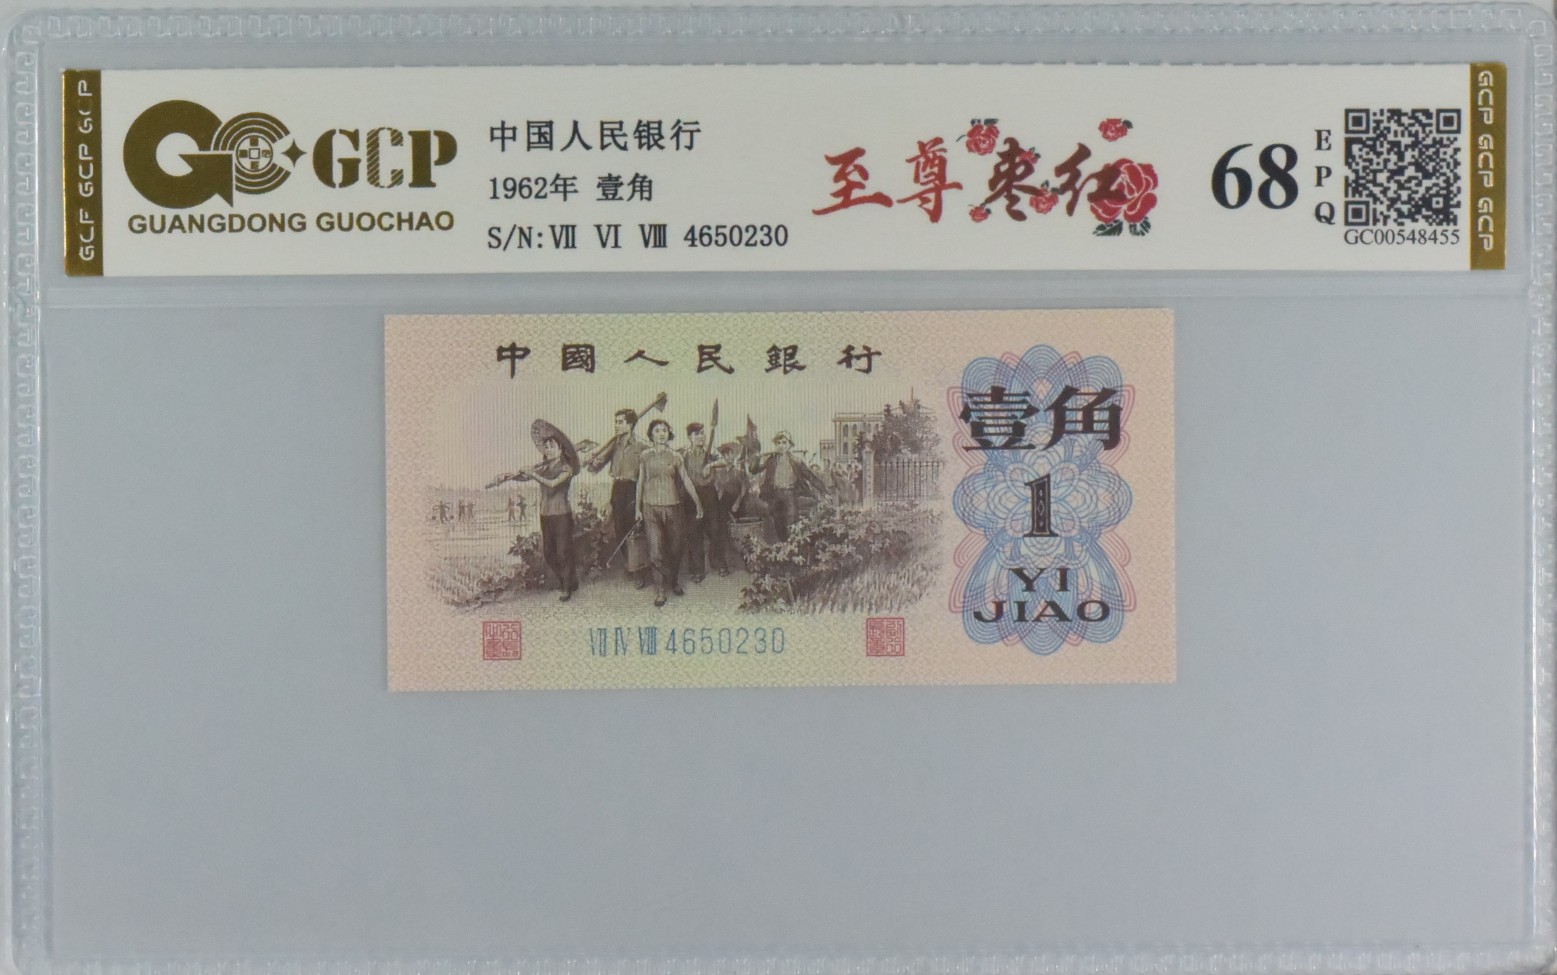 GCP GCP GCP
GCP
GUANGDONG GUOCHAO
中国人民银行
1962年 壹角
S/N: Ⅶ Ⅵ Ⅷ 4650230
至尊枣红
68
EPQ
GC00548455
GCP GCP GCP
中國人民銀行
壹角
1
YI
JIAO
Ⅶ Ⅳ Ⅷ 4650230